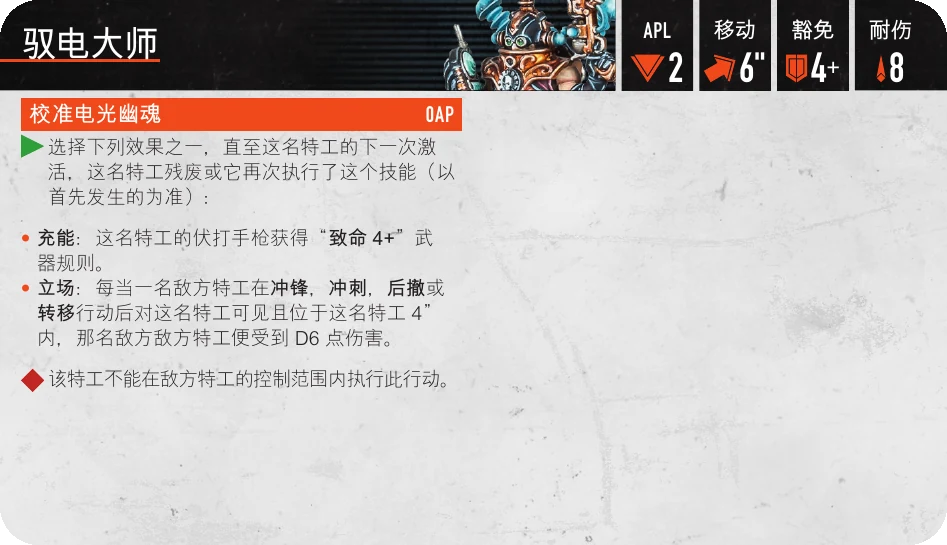 驭电大师
APL
2
移动
6"
豁免
4+
耐伤
8
校准电光幽魂 0AP
选择下列效果之一，直至这名特工的下一次激
活，这名特工残废或它再次执行了这个技能（以
首先发生的为准）：
• 充能： 这名特工的伏打手枪获得“致命 4+”武
器规则。
• 立场： 每当一名敌方特工在冲锋，冲刺，后撤或
转移行动后对这名特工可见且位于这名特工 4”
内，那名敌方敌方特工便受到 D6 点伤害。
该特工不能在敌方特工的控制范围内执行此行动。